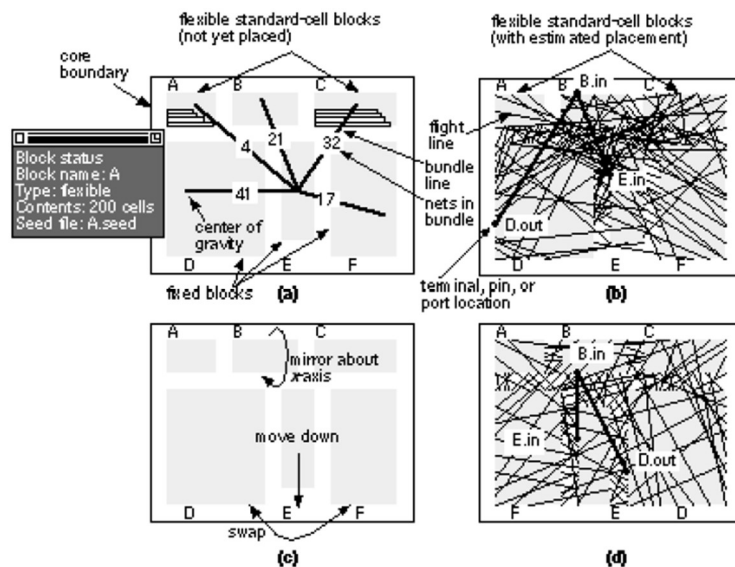 flexible standard-cell blocks
(not yet placed)
flexible standard-cell blocks
(with estimated placement)
core
boundary
A
B
C
Block status
Block name: A
Type: flexible
Contents: 200 cells
Seed file: A.seed
4
21
32
41
17
center of
gravity
flight
line
bundle
line
nets in
bundle
D
E
F
fixed blocks
(a)
A
B
B.in
C
E.in
D.out
D
E
F
terminal, pin, or
port location
(b)
A
B
C
mirror about
x-axis
move down
D
E
F
swap
(c)
A
B
C
B.in
E.in
D.out
F
E
D
(d)